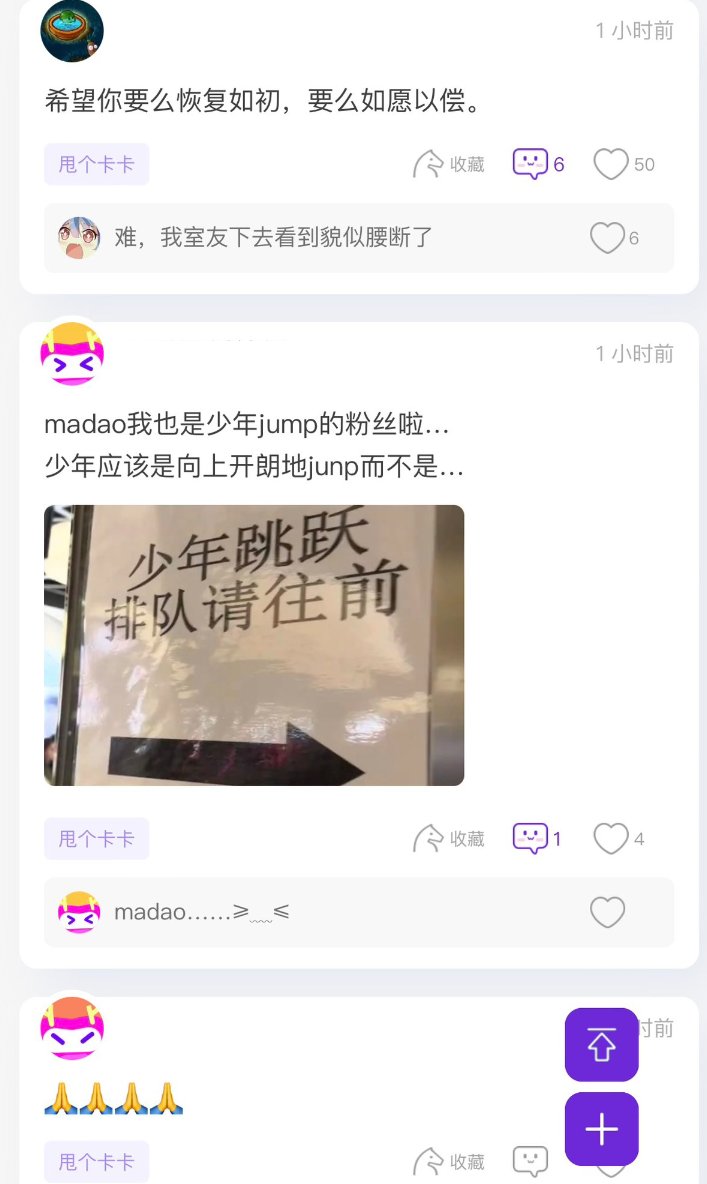 1 小时前
希望你要么恢复如初，要么如愿以偿。
甩个卡卡
收藏
6
50
难，我室友下去看到貌似腰断了
6
1 小时前
madao我也是少年jump的粉丝啦…
少年应该是向上开朗地junp而不是…
少年跳跃
排队请往前
甩个卡卡
收藏
1
4
madao……≥﹏≤
时前
🙏🙏🙏🙏
甩个卡卡
收藏